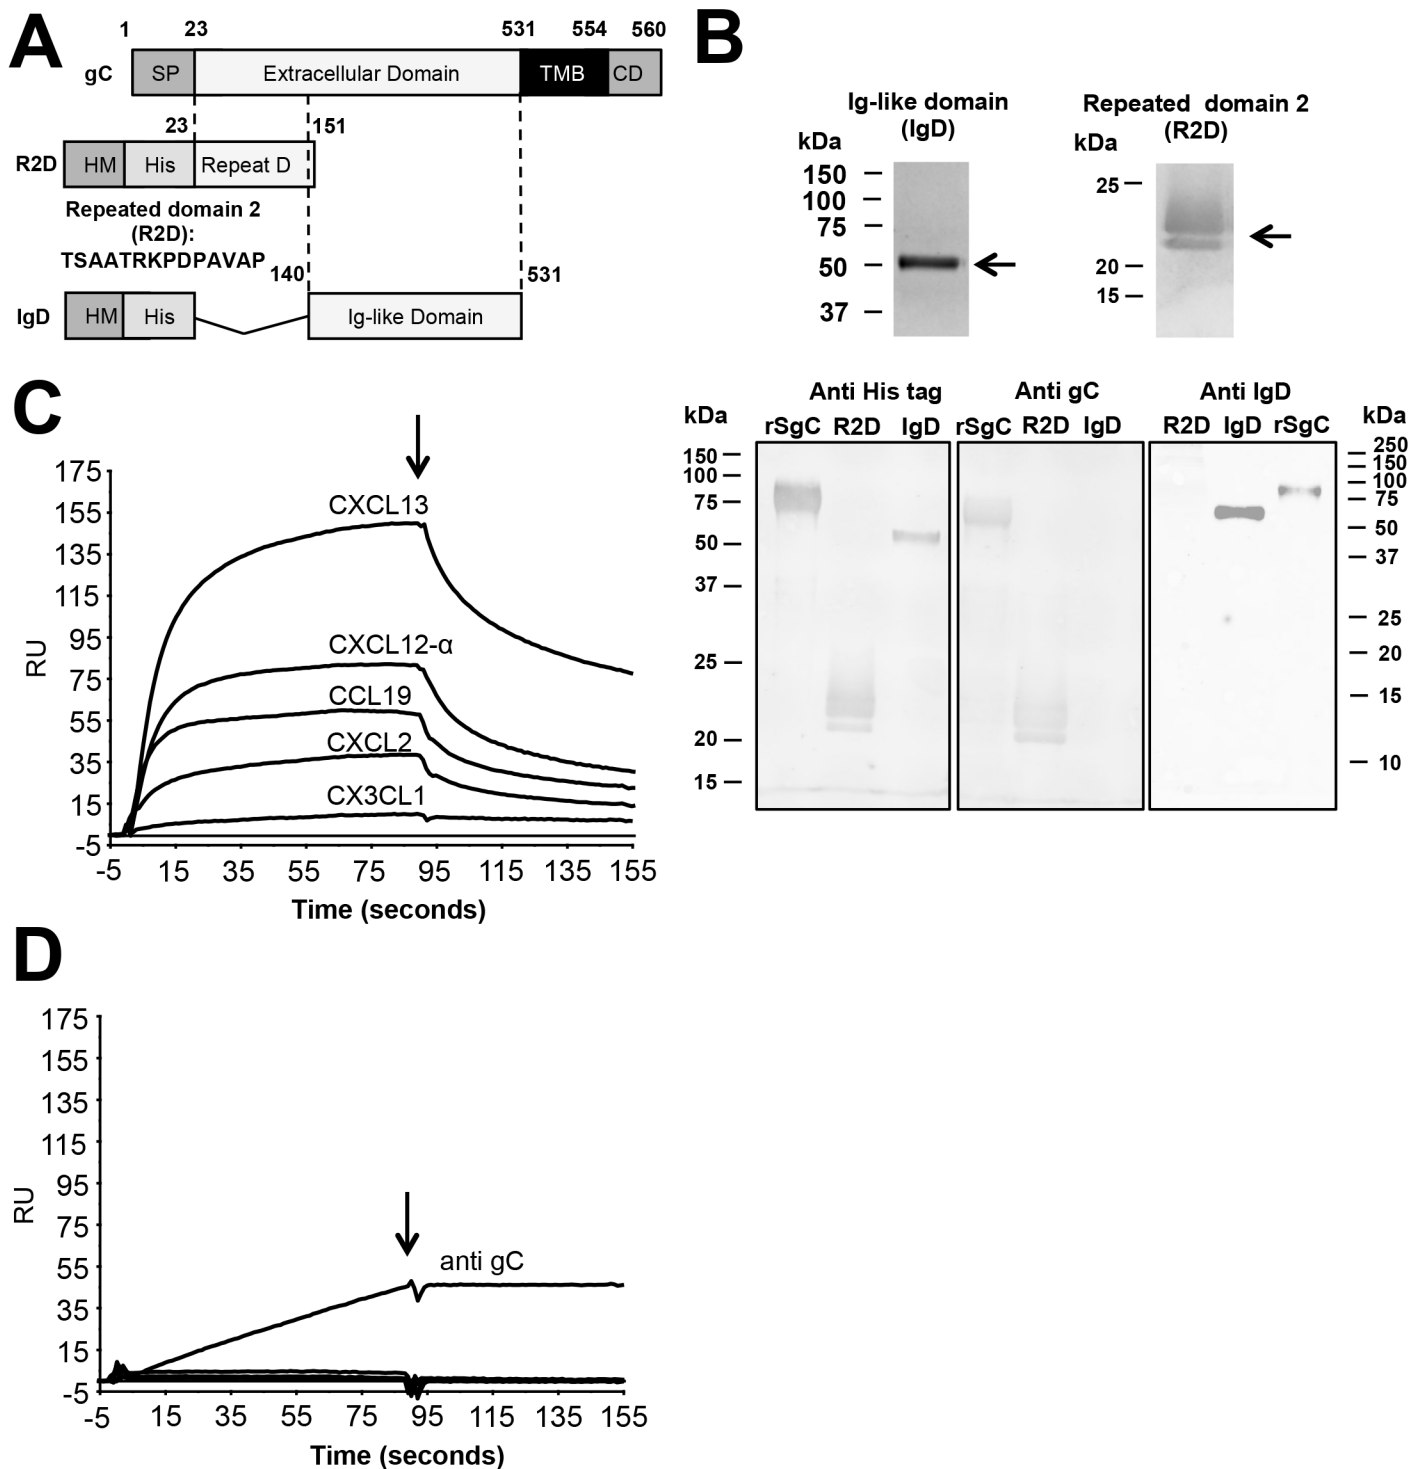 A
1 23 531 554 560
gC SP Extracellular Domain TMB CD
23 151
R2D HM His Repeat D
Repeated domain 2
(R2D):
TSAATRKPDPAVAP
140 531
IgD HM His Ig-like Domain
B
Ig-like domain
(IgD)
kDa
150
100
75
50
37
Repeated domain 2
(R2D)
kDa
25
20
15
Anti His tag Anti gC Anti IgD
kDa rSgC R2D IgD rSgC R2D IgD R2D IgD rSgC kDa
150
100
75
50
37
25
20
15
250
150
100
75
50
37
25
20
15
10
C
175
155
135
115
95
75
55
35
15
-5
RU
CXCL13
CXCL12-α
CCL19
CXCL2
CX3CL1
-5 15 35 55 75 95 115 135 155
Time (seconds)
D
175
155
135
115
95
75
55
35
15
-5
RU
anti gC
-5 15 35 55 75 95 115 135 155
Time (seconds)